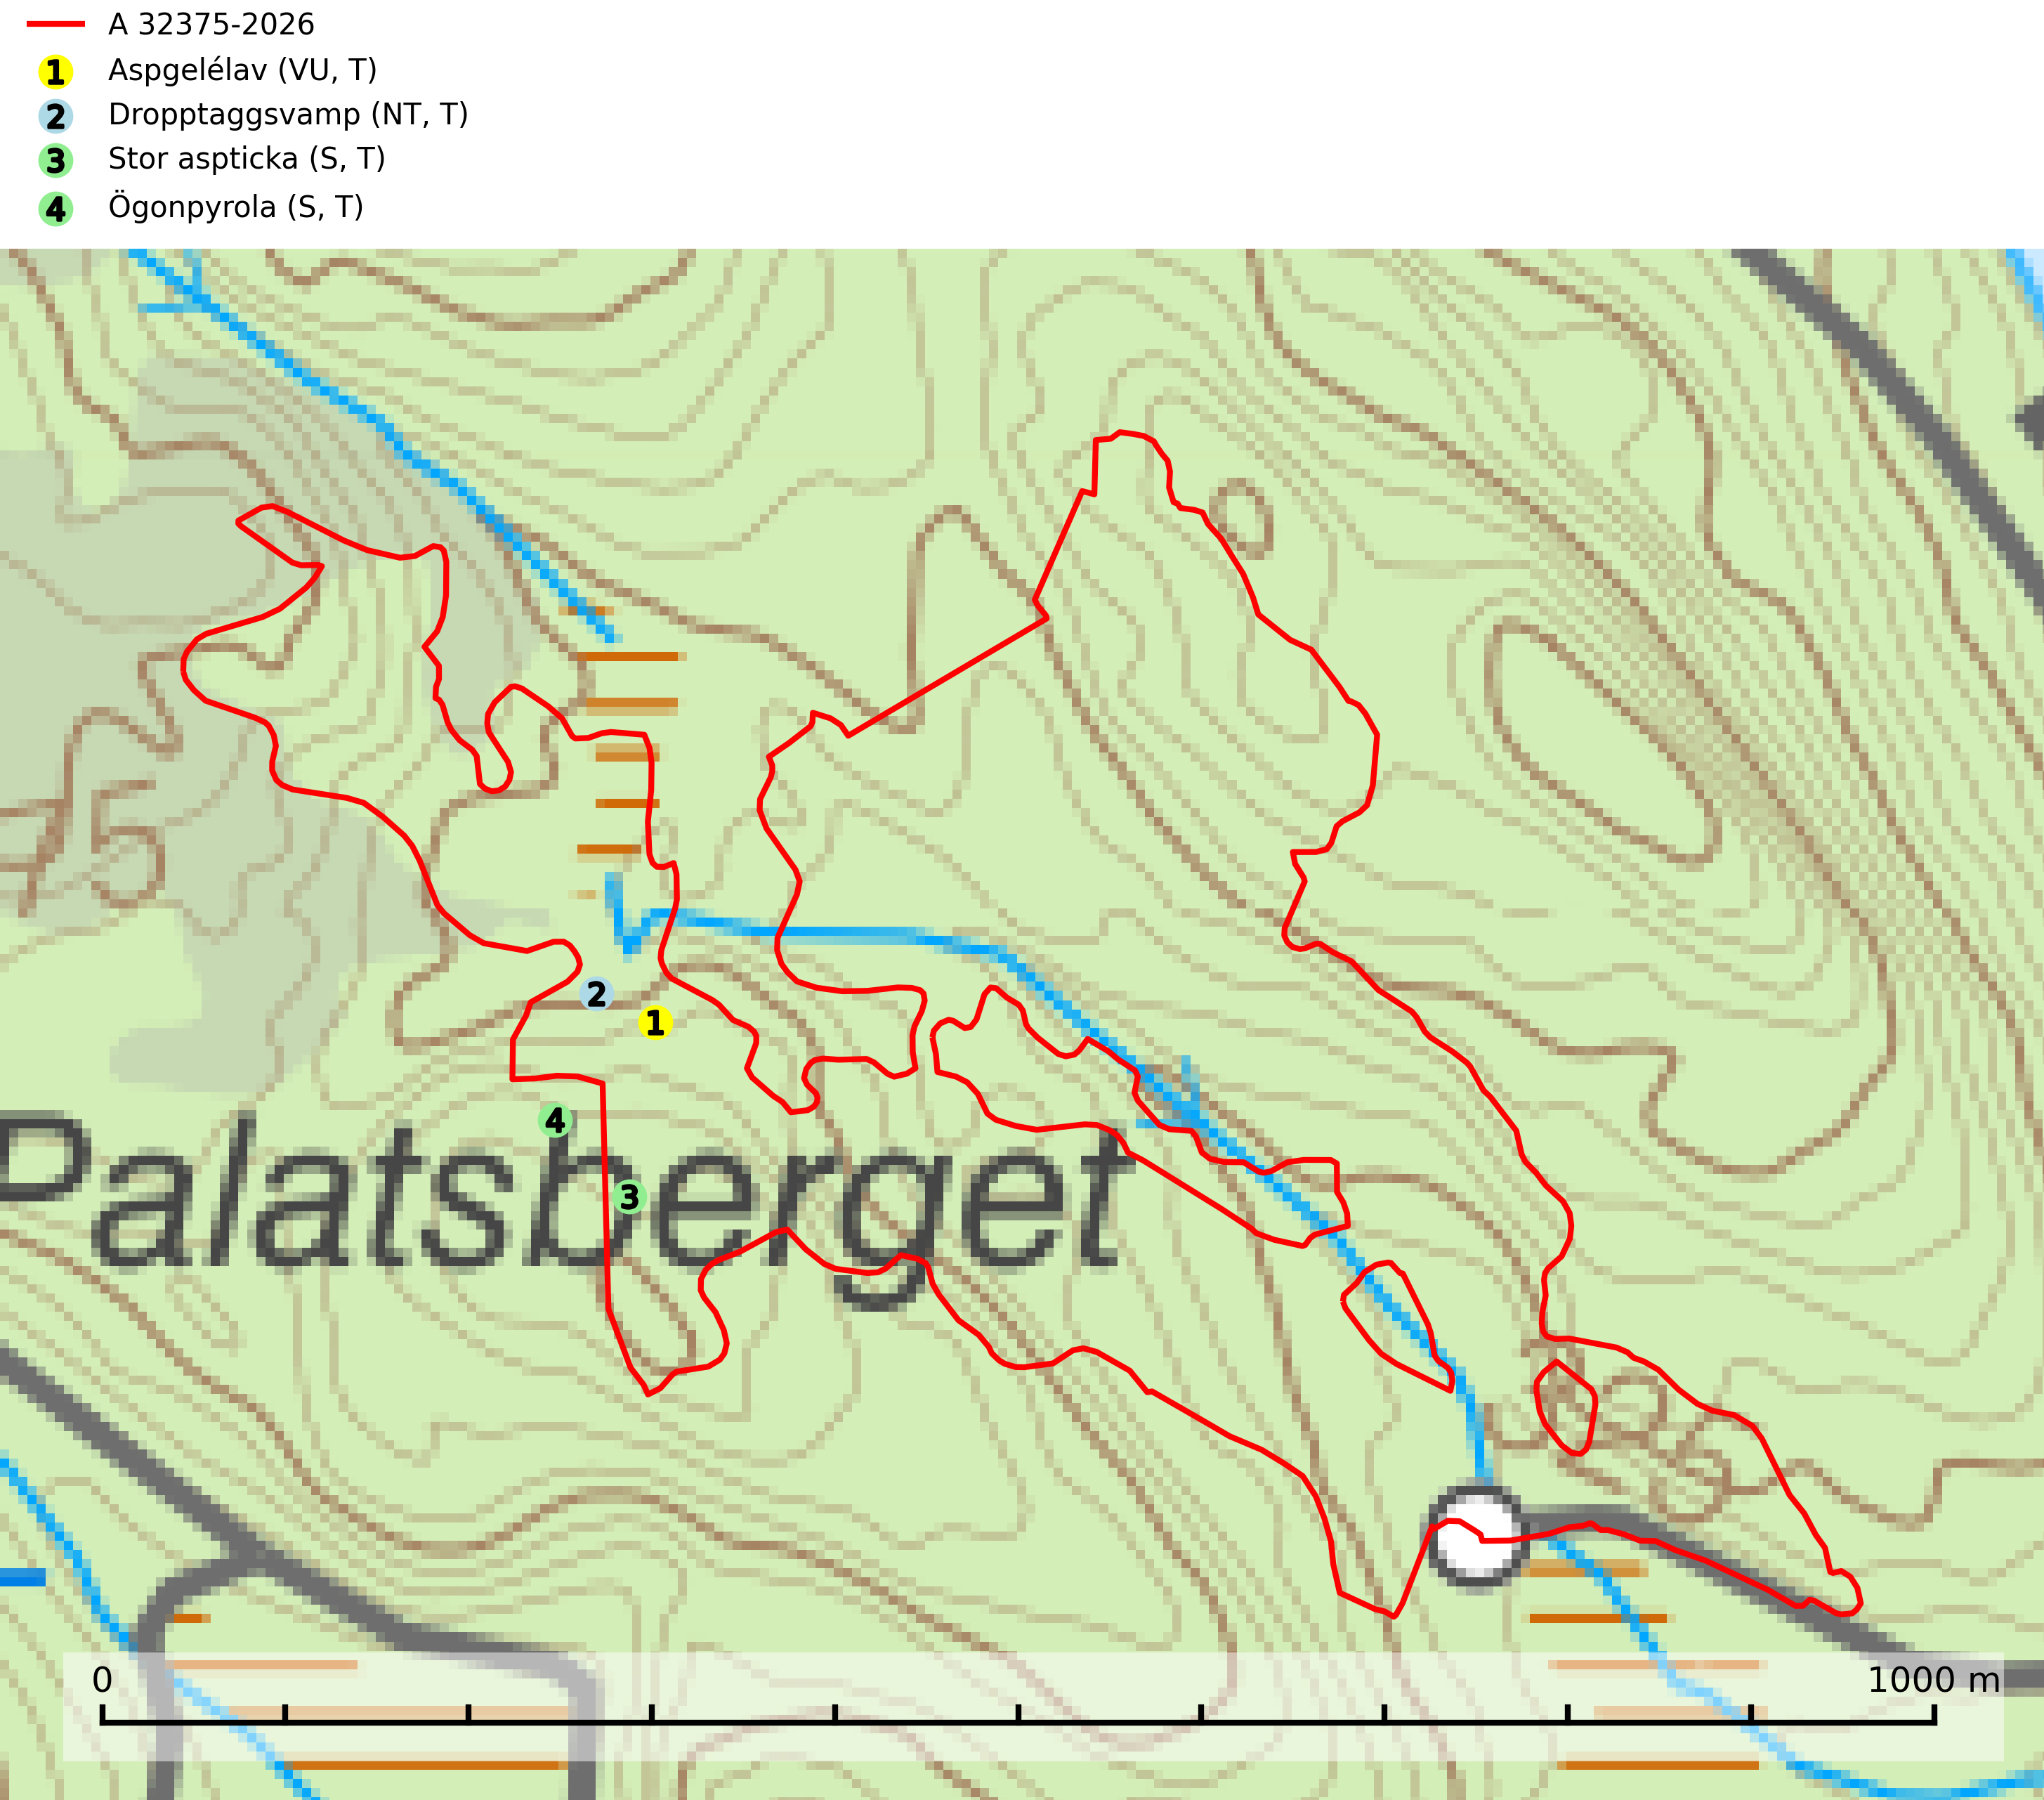 A 32375-2026
1 Aspgelélav (VU, T)
2 Dropptaggsvamp (NT, T)
3 Stor aspticka (S, T)
4 Ögonpyrola (S, T)
2
1
4
3
Palatsberget
0 1000 m